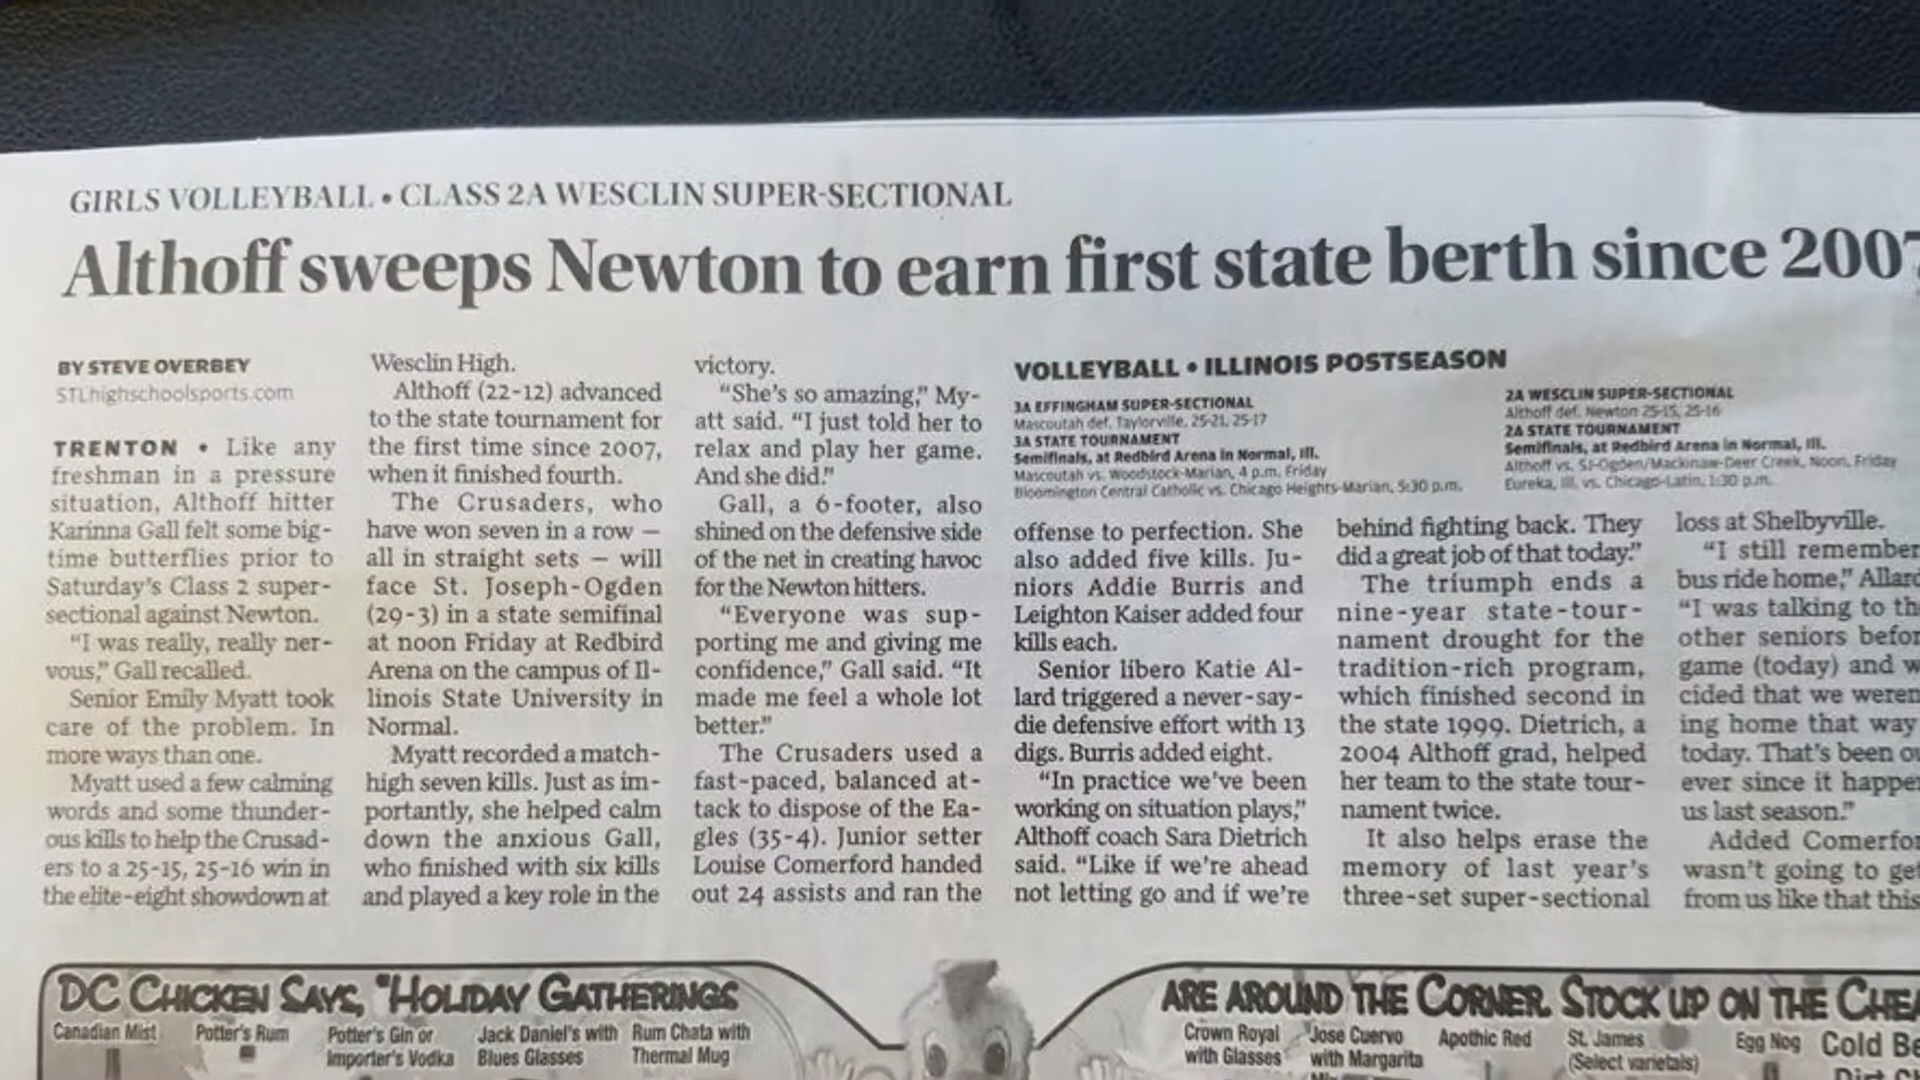 GIRLS VOLLEYBALL • CLASS 2A WESCLIN SUPER-SECTIONAL
Althoff sweeps Newton to earn first state berth since 2007
BY STEVE OVERBEY
STLhighschoolsports.com
TRENTON • Like any
freshman in a pressure
situation, Althoff hitter
Karinna Gall felt some big-
time butterflies prior to
Saturday's Class 2 super-
sectional against Newton.
"I was really, really ner-
vous," Gall recalled.
Senior Emily Myatt took
care of the problem. In
more ways than one.
Myatt used a few calming
words and some thunder-
ous kills to help the Crusad-
ers to a 25-15, 25-16 win in
the elite-eight showdown at
Wesclin High.
Althoff (22-12) advanced
to the state tournament for
the first time since 2007,
when it finished fourth.
The Crusaders, who
have won seven in a row —
all in straight sets — will
face St. Joseph-Ogden
(29-3) in a state semifinal
at noon Friday at Redbird
Arena on the campus of Il-
linois State University in
Normal.
Myatt recorded a match-
high seven kills. Just as im-
portantly, she helped calm
down the anxious Gall,
who finished with six kills
and played a key role in the
victory.
"She's so amazing," My-
att said. "I just told her to
relax and play her game.
And she did."
Gall, a 6-footer, also
shined on the defensive side
of the net in creating havoc
for the Newton hitters.
"Everyone was sup-
porting me and giving me
confidence," Gall said. "It
made me feel a whole lot
better."
The Crusaders used a
fast-paced, balanced at-
tack to dispose of the Ea-
gles (35-4). Junior setter
Louise Comerford handed
out 24 assists and ran the
VOLLEYBALL • ILLINOIS POSTSEASON
3A EFFINGHAM SUPER-SECTIONAL
Mascoutah def. Taylorville, 25-21, 25-17
3A STATE TOURNAMENT
Semifinals, at Redbird Arena in Normal, Ill.
Mascoutah vs. Woodstock-Marian, 4 p.m. Friday
Bloomington Central Catholic vs. Chicago Heights-Marian, 5:30 p.m.
2A WESCLIN SUPER-SECTIONAL
Althoff def. Newton 25-15, 25-16
2A STATE TOURNAMENT
Semifinals, at Redbird Arena in Normal, Ill.
Althoff vs. SJ-Ogden/Mackinaw-Deer Creek, Noon, Friday
Eureka, Ill. vs. Chicago-Latin, 1:30 p.m.
offense to perfection. She
also added five kills. Ju-
niors Addie Burris and
Leighton Kaiser added four
kills each.
Senior libero Katie Al-
lard triggered a never-say-
die defensive effort with 13
digs. Burris added eight.
"In practice we've been
working on situation plays,"
Althoff coach Sara Dietrich
said. "Like if we're ahead
not letting go and if we're
behind fighting back. They
did a great job of that today."
The triumph ends a
nine-year state-tour-
nament drought for the
tradition-rich program,
which finished second in
the state 1999. Dietrich, a
2004 Althoff grad, helped
her team to the state tour-
nament twice.
It also helps erase the
memory of last year's
three-set super-sectional
loss at Shelbyville.
"I still remember
bus ride home," Allard
"I was talking to th
other seniors befor
game (today) and w
cided that we weren
ing home that way
today. That's been ou
ever since it happe
us last season."
Added Comerfo
wasn't going to get
from us like that this
DC CHICKEN SAYS, "HOLIDAY GATHERINGS
ARE AROUND THE CORNER. STOCK UP ON THE CHE
Canadian Mist
Potter's Rum
Potter's Gin or
Importer's Vodka
Jack Daniel's with
Blues Glasses
Rum Chata with
Thermal Mug
Crown Royal
with Glasses
Jose Cuervo
with Margarita
Apothic Red
St. James
(Select varietals)
Egg Nog
Cold Be